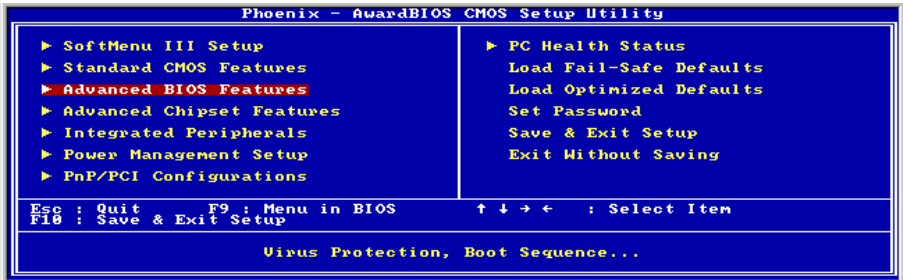 Phoenix - AwardBIOS CMOS Setup Utility
► SoftMenu III Setup
► Standard CMOS Features
► Advanced BIOS Features
► Advanced Chipset Features
► Integrated Peripherals
► Power Management Setup
► PnP/PCI Configurations
► PC Health Status
Load Fail-Safe Defaults
Load Optimized Defaults
Set Password
Save & Exit Setup
Exit Without Saving
Esc : Quit F9 : Menu in BIOS ↑ ↓ → ← : Select Item
F10 : Save & Exit Setup
Virus Protection, Boot Sequence...